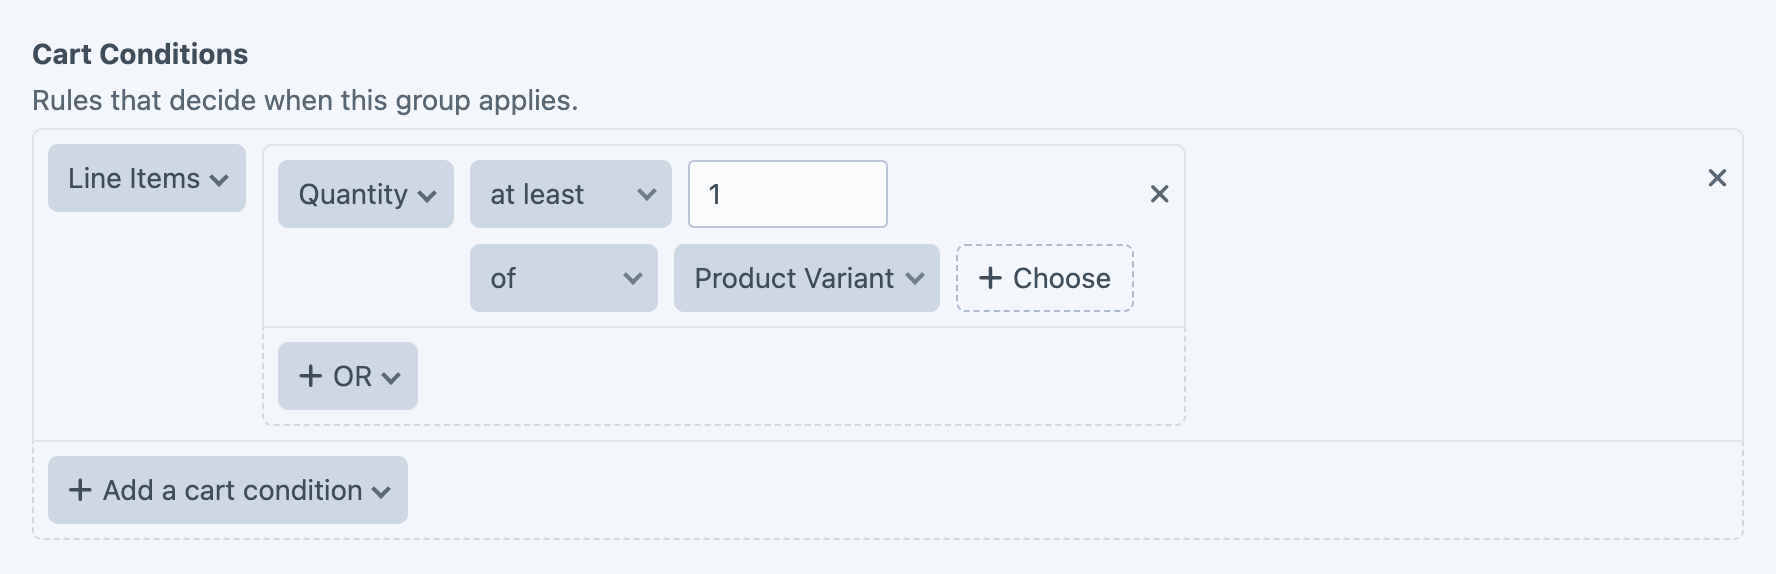 Cart Conditions
Rules that decide when this group applies.
Line Items
Quantity at least 1
of Product Variant + Choose
+ OR
+ Add a cart condition